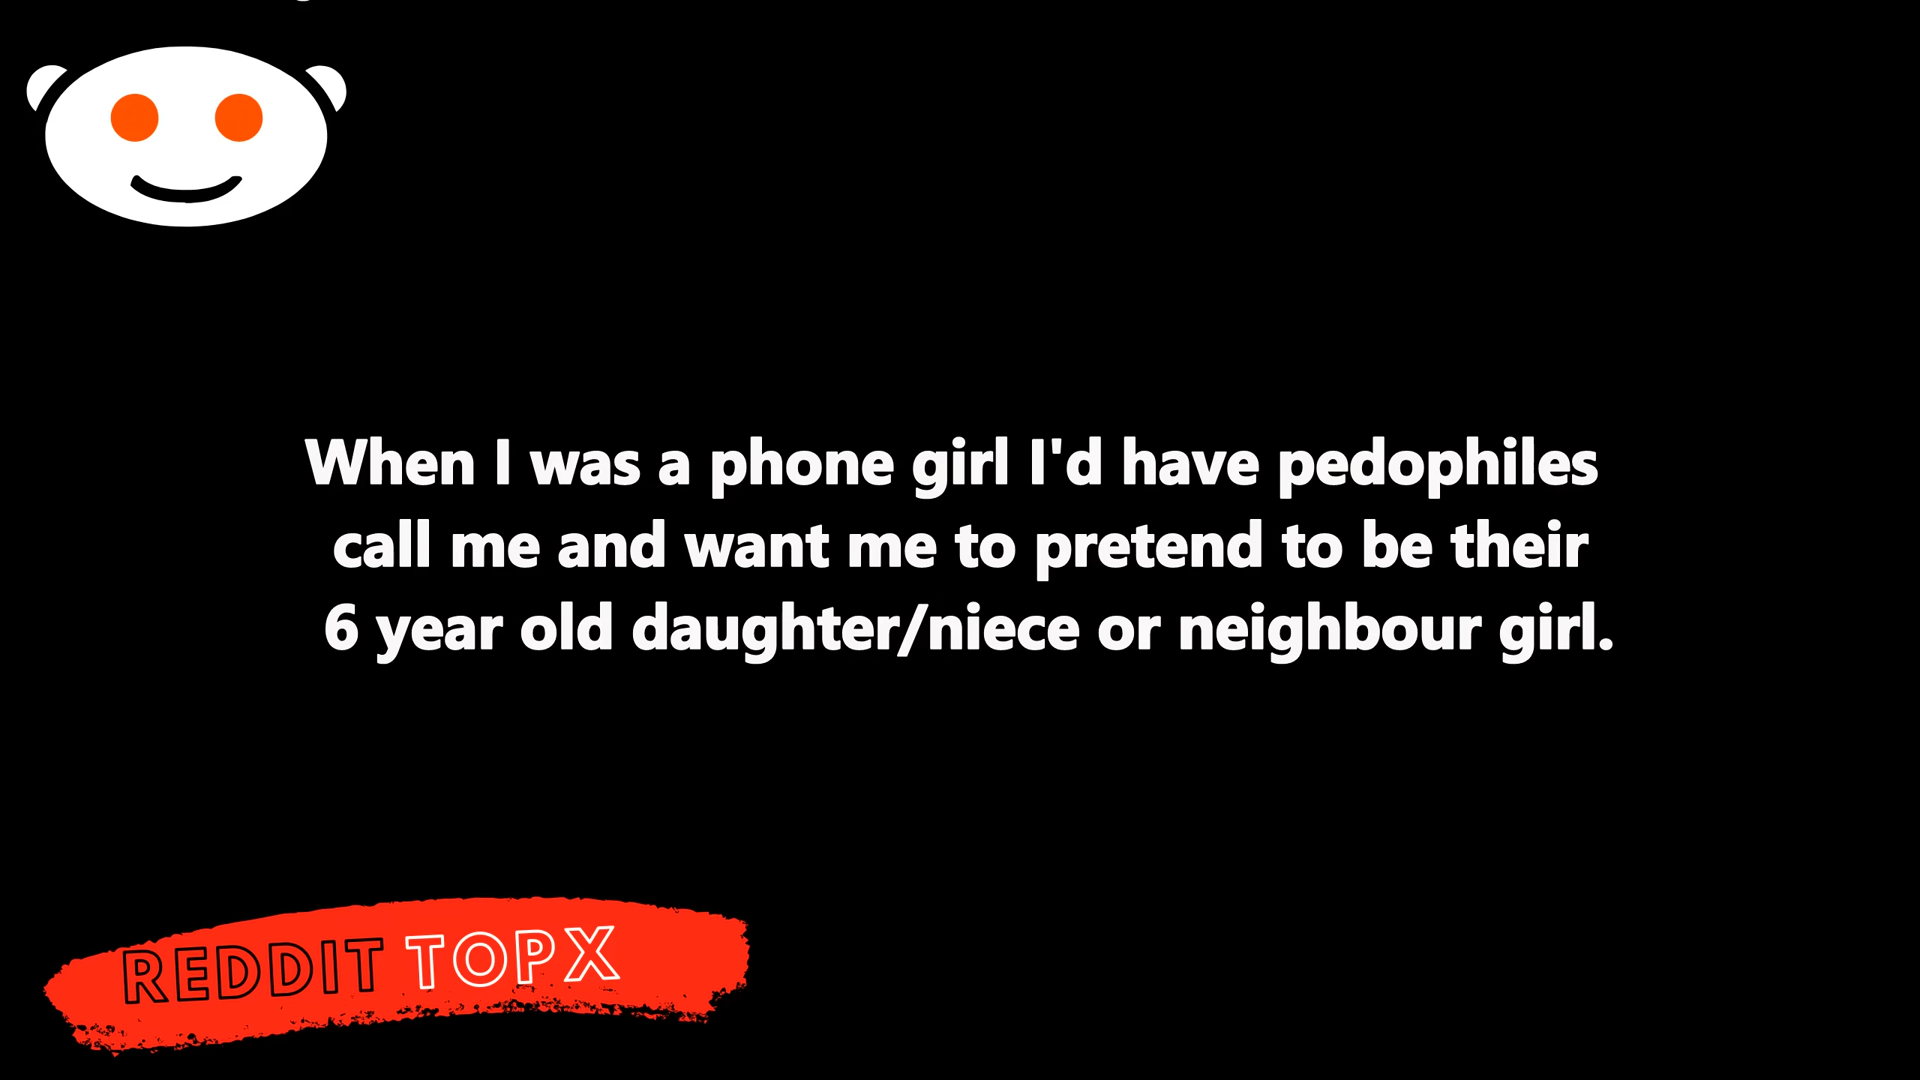 When I was a phone girl I'd have pedophiles
call me and want me to pretend to be their
6 year old daughter/niece or neighbour girl.
REDDIT TOPX